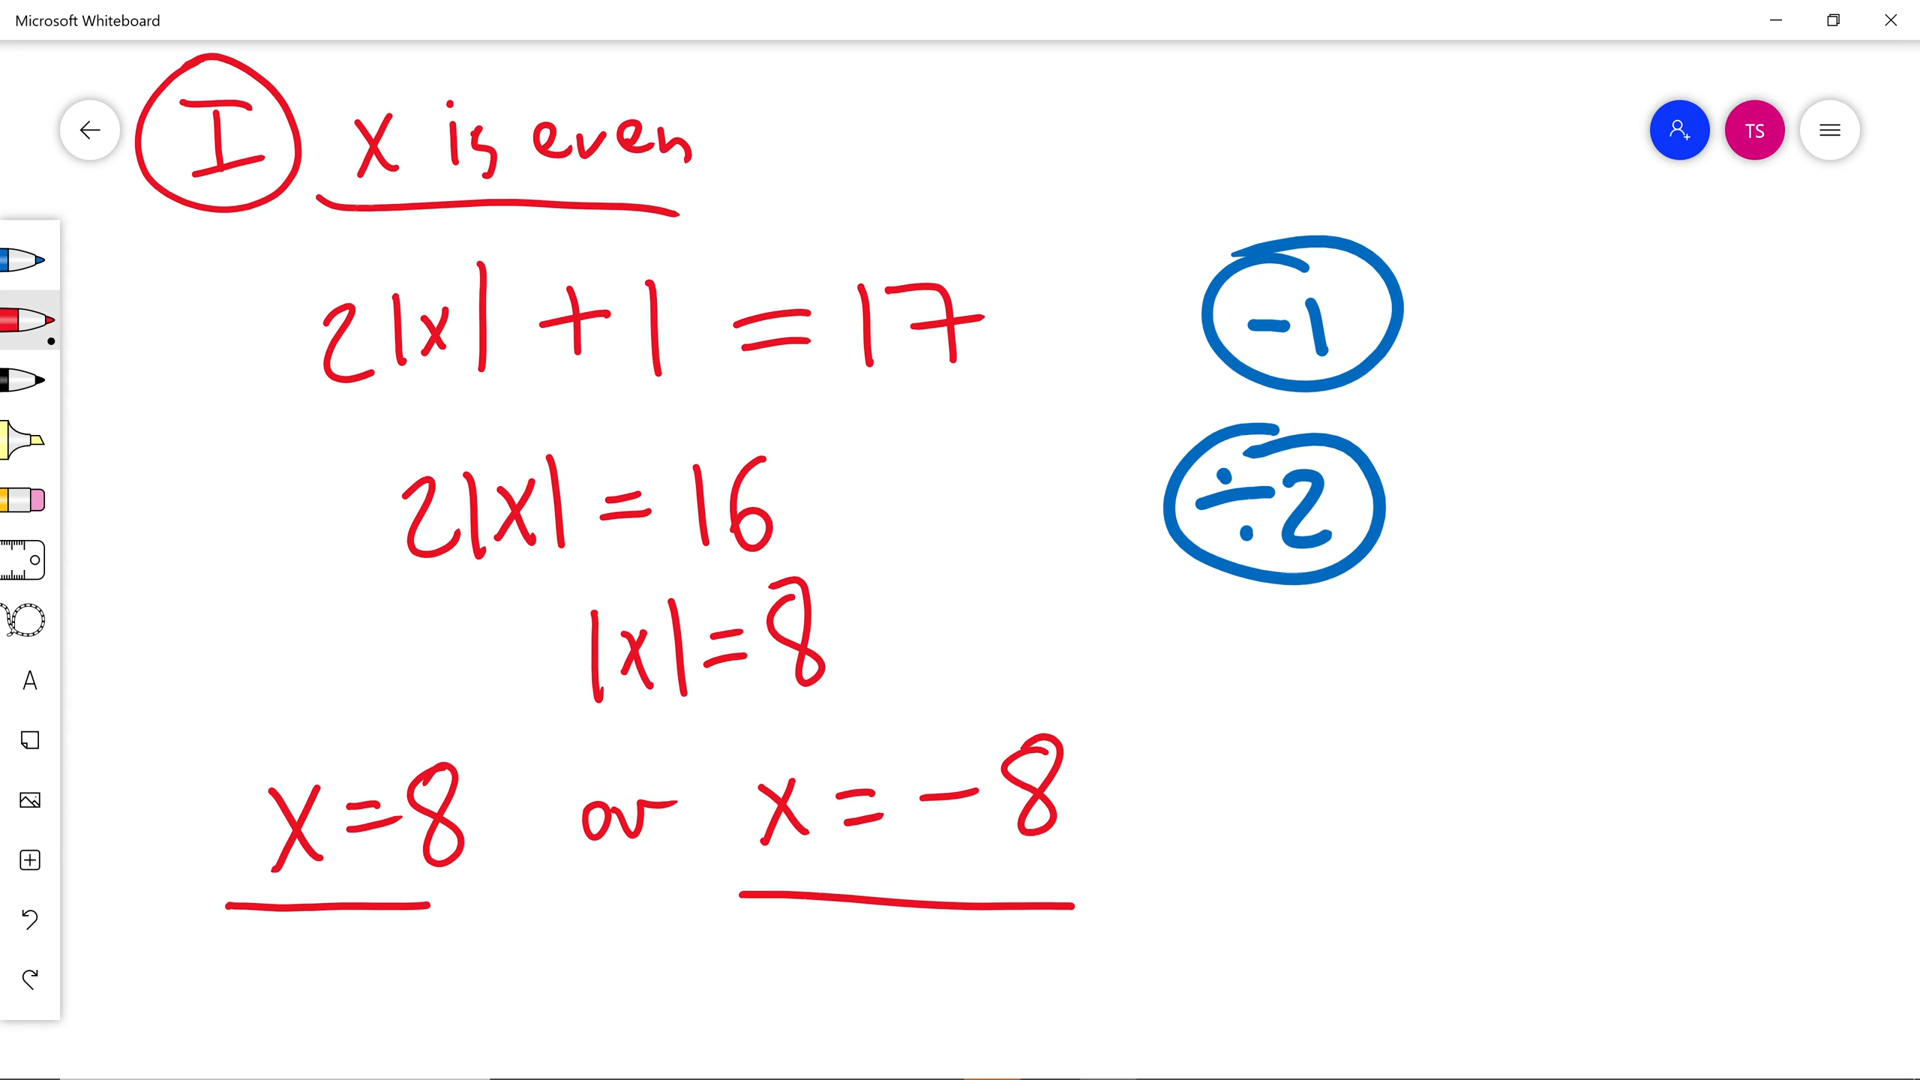 Microsoft Whiteboard
I x is even
TS
2|x| + 1 = 17
-1
2|x| = 16
÷2
|x| = 8
x = 8 or x = -8
A